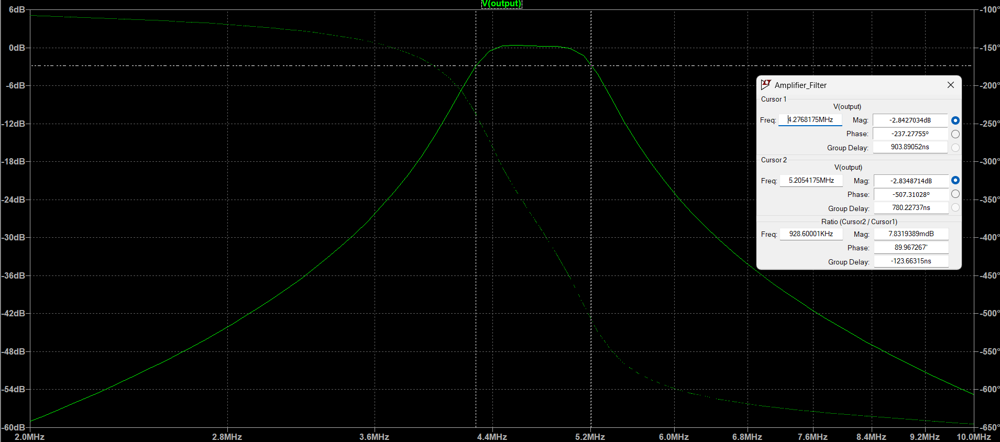 V(output)
6dB
0dB
-6dB
-12dB
-18dB
-24dB
-30dB
-36dB
-42dB
-48dB
-54dB
-60dB
-100°
-150°
-200°
-250°
-300°
-350°
-400°
-450°
-500°
-550°
-600°
-650°
2.0MHz 2.8MHz 3.6MHz 4.4MHz 5.2MHz 6.0MHz 6.8MHz 7.6MHz 8.4MHz 9.2MHz 10.0MHz
Amplifier_Filter
Cursor 1
V(output)
Freq: 4.2768175MHz Mag: -2.8427034dB
Phase: -237.27755°
Group Delay: 903.89052ns
Cursor 2
V(output)
Freq: 5.2054175MHz Mag: -2.8348714dB
Phase: -507.31028°
Group Delay: 780.22737ns
Ratio (Cursor2 / Cursor1)
Freq: 928.60001KHz Mag: 7.8319389mdB
Phase: 89.967267°
Group Delay: -123.66315ns